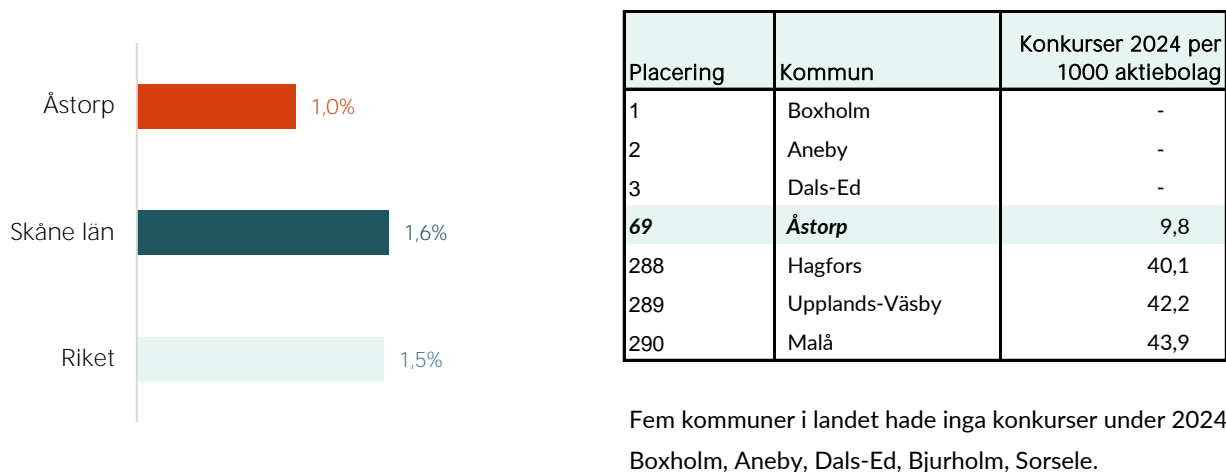 Åstorp 1,0%
Skåne län 1,6%
Riket 1,5%
Konkurser 2024 per
Placering Kommun 1000 aktiebolag
1 Boxholm -
2 Aneby -
3 Dals-Ed -
69 Åstorp 9,8
288 Hagfors 40,1
289 Upplands-Väsby 42,2
290 Malå 43,9
Fem kommuner i landet hade inga konkurser under 2024
Boxholm, Aneby, Dals-Ed, Bjurholm, Sorsele.